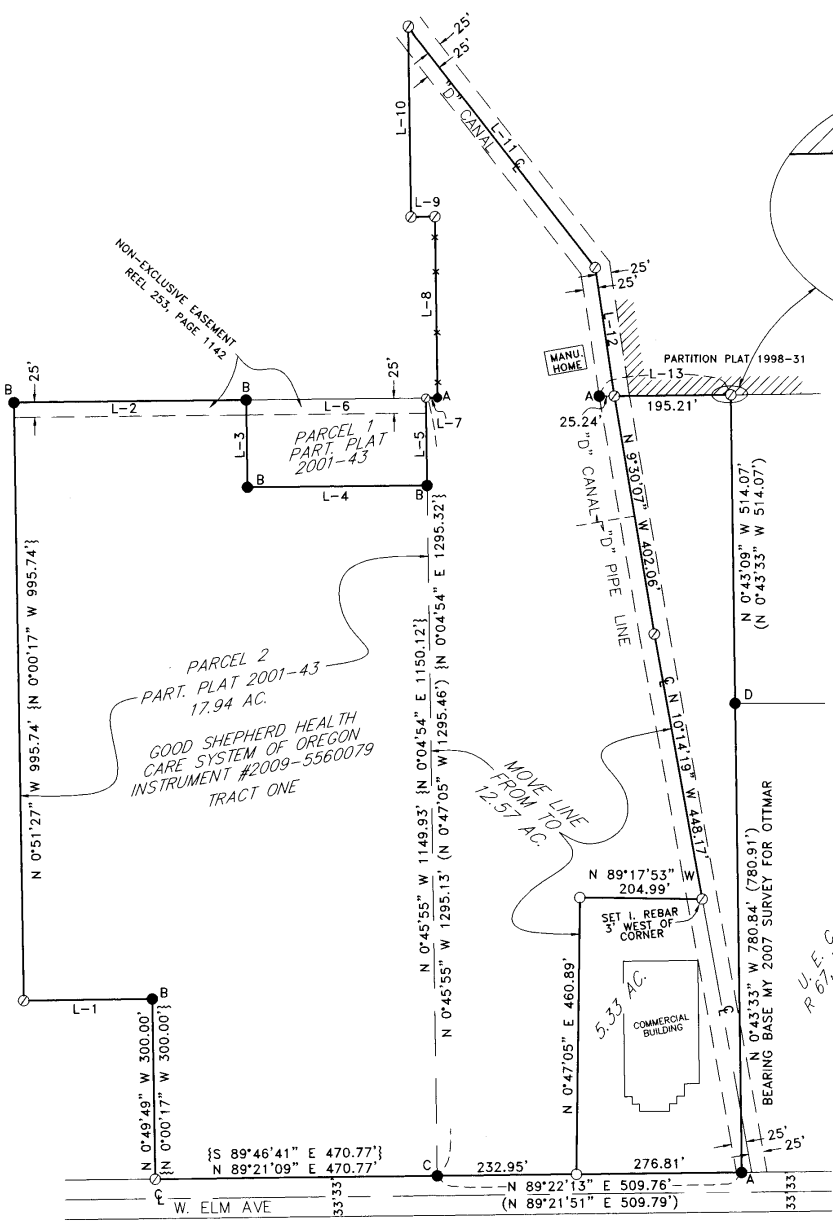 25'
25'
L-10
"D" CANAL
L-11 ℄
L-9
NON-EXCLUSIVE EASEMENT
REEL 253, PAGE 1142
25'
25'
L-8
L-12
MANU.
HOME
PARTITION PLAT 1998-31
L-13
B
25'
L-2
B
L-6
25'
A
L-7
A
25.24'
195.21'
L-3
PARCEL 1
PART. PLAT
2001-43
L-5
B
L-4
B
"D" CANAL
"D" PIPE LINE
N 9°30'07" W 402.06'
N 0°43'09" W 514.07'
(N 0°43'33" W 514.07')
N 0°51'27" W 995.74' {N 0°00'17" W 995.74'}
PARCEL 2
PART. PLAT 2001-43
17.94 AC.
GOOD SHEPHERD HEALTH
CARE SYSTEM OF OREGON
INSTRUMENT #2009-5560079
TRACT ONE
N 0°45'55" W 1149.93' {N 0°04'54" E 1150.12'}
N 0°45'55" W 1295.13' (N 0°47'05" W 1295.46') {N 0°04'54" E 1295.32'}
MOVE LINE
FROM TO
12.57 AC.
℄ N 10°14'19" W 448.17'
D
N 89°17'53" W
204.99'
SET I. REBAR
3' WEST OF
CORNER
N 0°47'05" E 460.89'
5.33 AC.
COMMERCIAL
BUILDING
℄
N 0°43'33" W 780.84' (780.91')
BEARING BASE MY 2007 SURVEY FOR OTTMAR
U. E. C
R 67,
B
L-1
N 0°49'49" W 300.00'
{N 0°00'17" W 300.00'}
{S 89°46'41" E 470.77'}
N 89°21'09" E 470.77'
C
232.95'
276.81'
25'
25'
A
N 89°22'13" E 509.76'
(N 89°21'51" E 509.79')
℄
W. ELM AVE
33'33'
33'33'